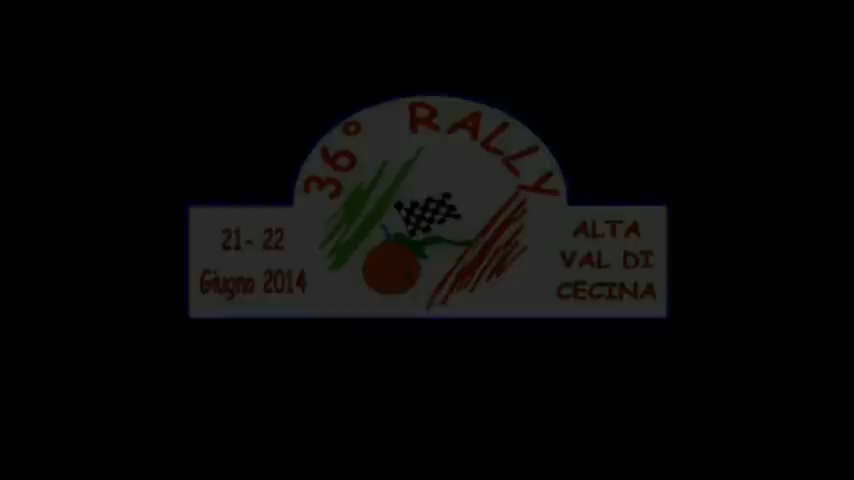 36° RALLY
21- 22
Giugno 2014
ALTA
VAL DI
CECINA